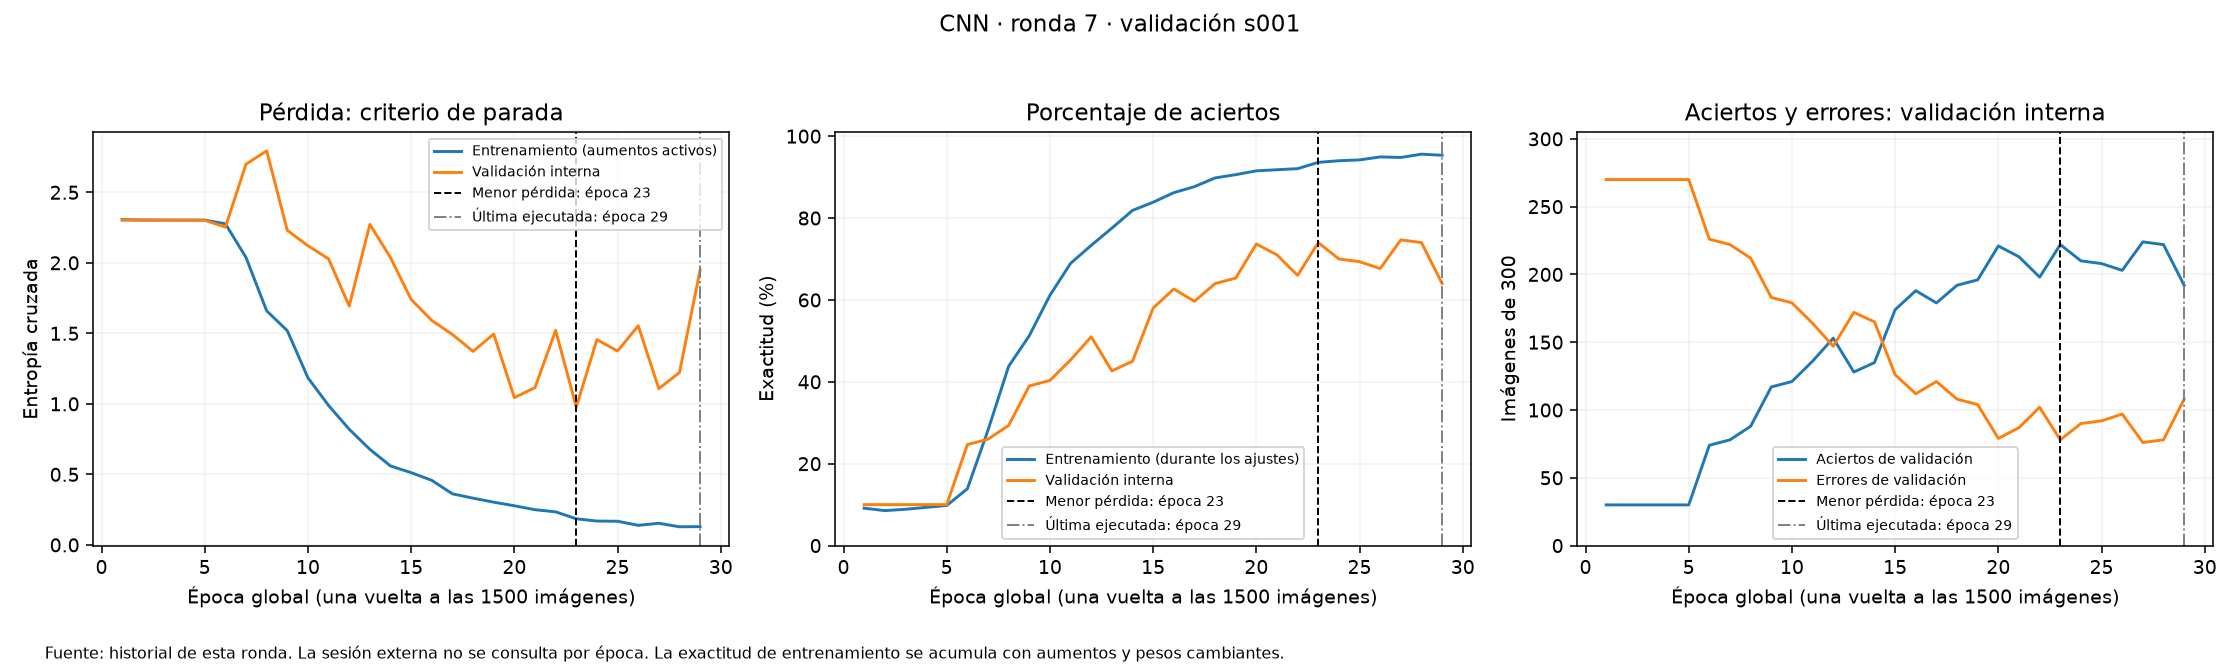 CNN · ronda 7 · validación s001
Pérdida: criterio de parada
Entropía cruzada
2.5
2.0
1.5
1.0
0.5
0.0
0 5 10 15 20 25 30
Época global (una vuelta a las 1500 imágenes)
Entrenamiento (aumentos activos)
Validación interna
Menor pérdida: época 23
Última ejecutada: época 29
Porcentaje de aciertos
Exactitud (%)
100
80
60
40
20
0
0 5 10 15 20 25 30
Época global (una vuelta a las 1500 imágenes)
Entrenamiento (durante los ajustes)
Validación interna
Menor pérdida: época 23
Última ejecutada: época 29
Aciertos y errores: validación interna
Imágenes de 300
300
250
200
150
100
50
0
0 5 10 15 20 25 30
Época global (una vuelta a las 1500 imágenes)
Aciertos de validación
Errores de validación
Menor pérdida: época 23
Última ejecutada: época 29
Fuente: historial de esta ronda. La sesión externa no se consulta por época. La exactitud de entrenamiento se acumula con aumentos y pesos cambiantes.